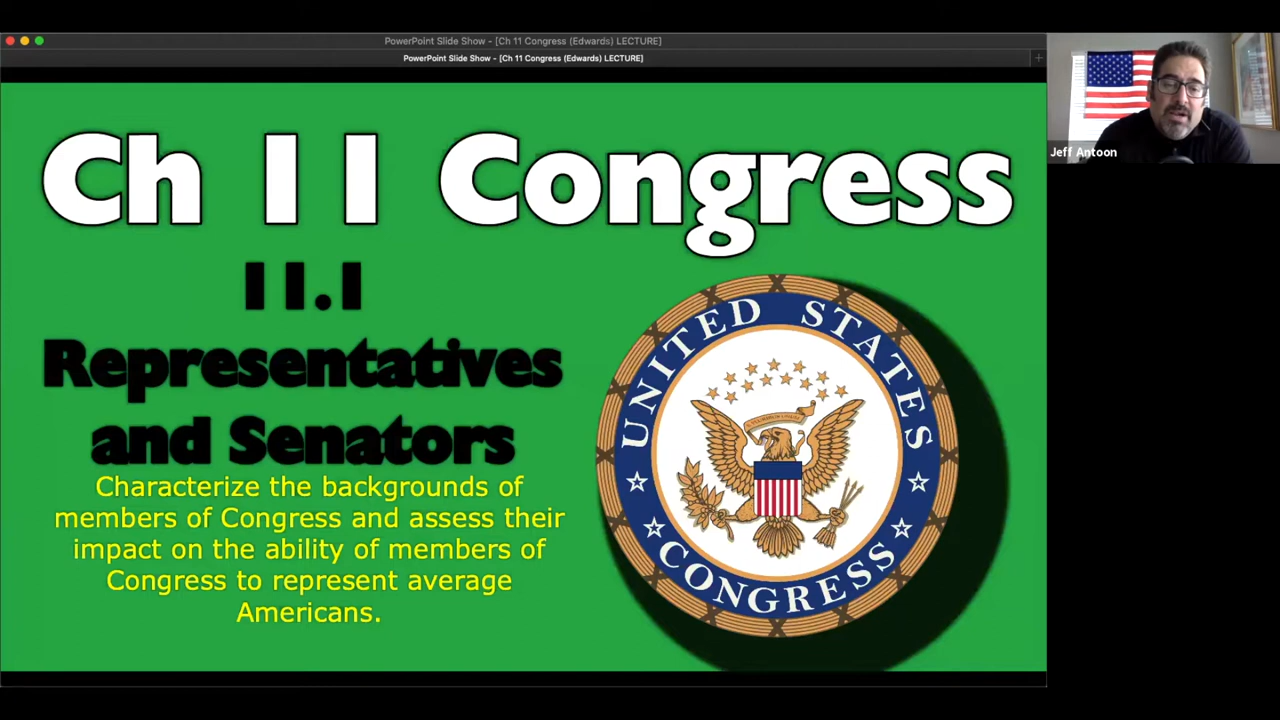 PowerPoint Slide Show - [Ch 11 Congress (Edwards) LECTURE]
PowerPoint Slide Show - [Ch 11 Congress (Edwards) LECTURE]
Jeff Antoon
Ch 11 Congress
11.1
Representatives
and Senators
Characterize the backgrounds of
members of Congress and assess their
impact on the ability of members of
Congress to represent average
Americans.
UNITED STATES
CONGRESS